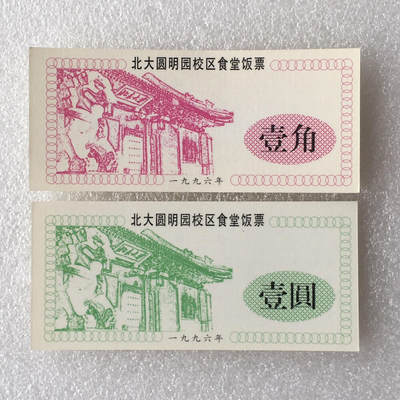 北大圆明园校区食堂饭票
壹角
一九九六年
北大圆明园校区食堂饭票
壹圓
一九九六年